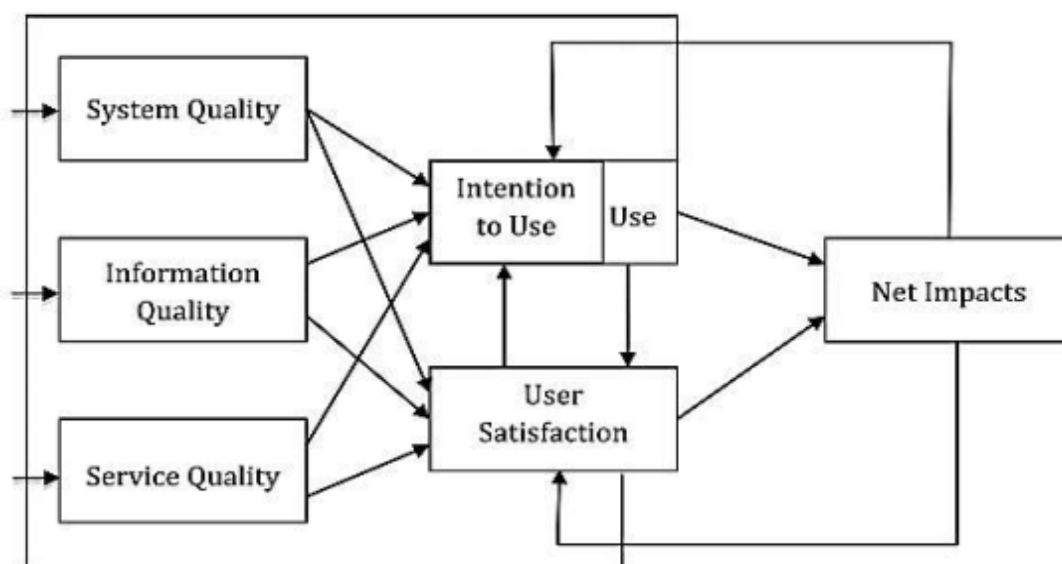 System Quality
Intention
to Use
Use
Information
Quality
Net Impacts
User
Satisfaction
Service Quality